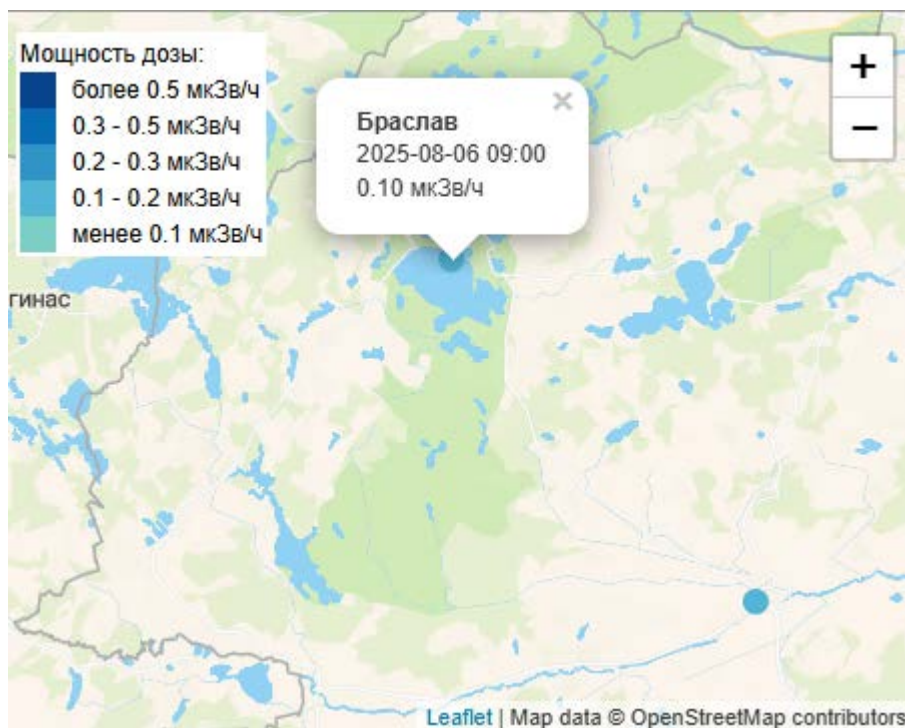 Мощность дозы:
более 0.5 мкЗв/ч
0.3 - 0.5 мкЗв/ч
0.2 - 0.3 мкЗв/ч
0.1 - 0.2 мкЗв/ч
менее 0.1 мкЗв/ч
Браслав
2025-08-06 09:00
0.10 мкЗв/ч
×
+
−
гинас
Leaflet | Map data © OpenStreetMap contributors